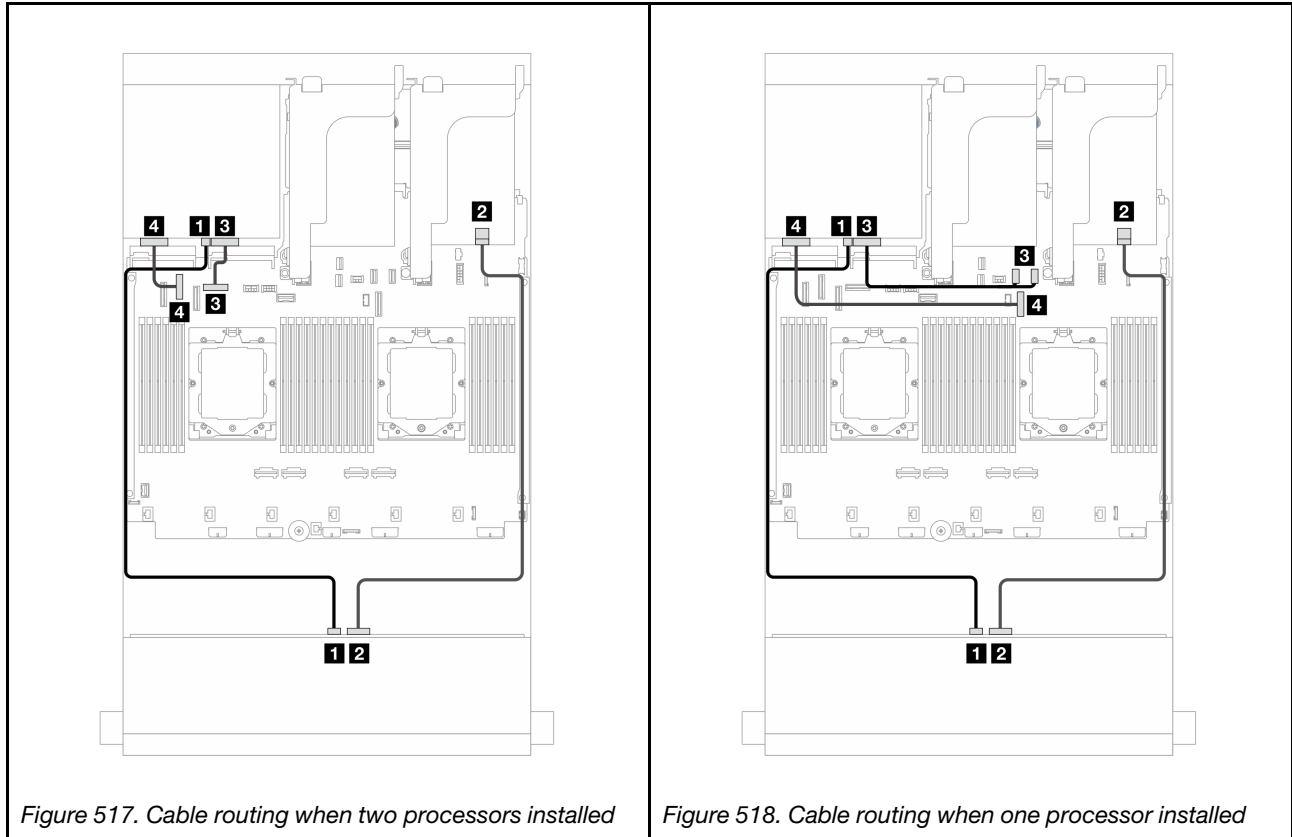 4 1 3
2
4
3
1 2
Figure 517. Cable routing when two processors installed
4 1 3
2
3
4
1 2
Figure 518. Cable routing when one processor installed